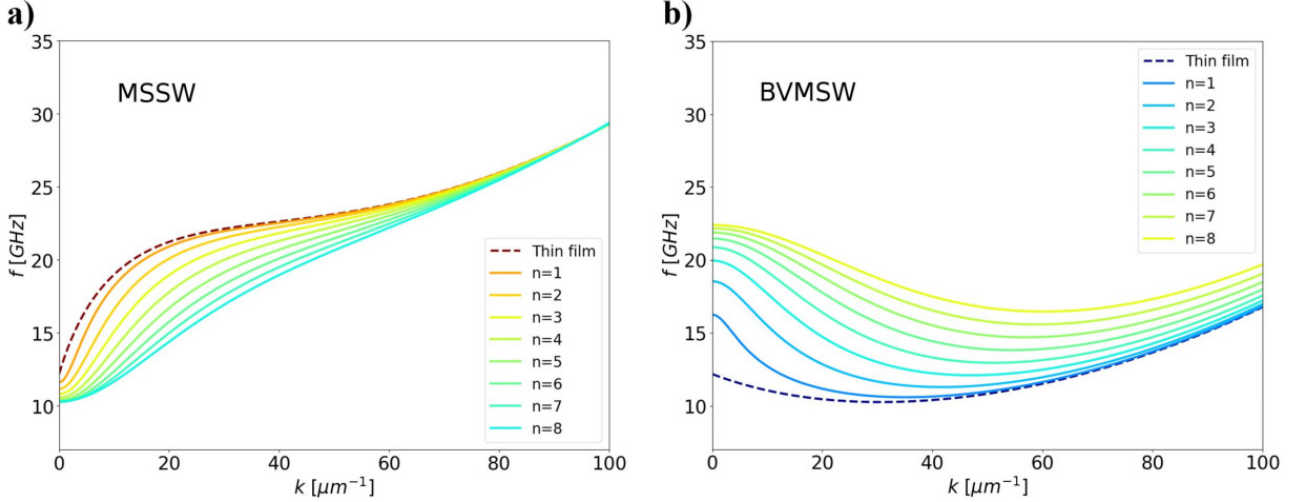 a)
35
30
25
20
15
10
0
20
40
60
80
100
f [GHz]
k [μm⁻¹]
MSSW
Thin film
n=1
n=2
n=3
n=4
n=5
n=6
n=7
n=8
b)
35
30
25
20
15
10
0
20
40
60
80
100
f [GHz]
k [μm⁻¹]
BVMSW
Thin film
n=1
n=2
n=3
n=4
n=5
n=6
n=7
n=8